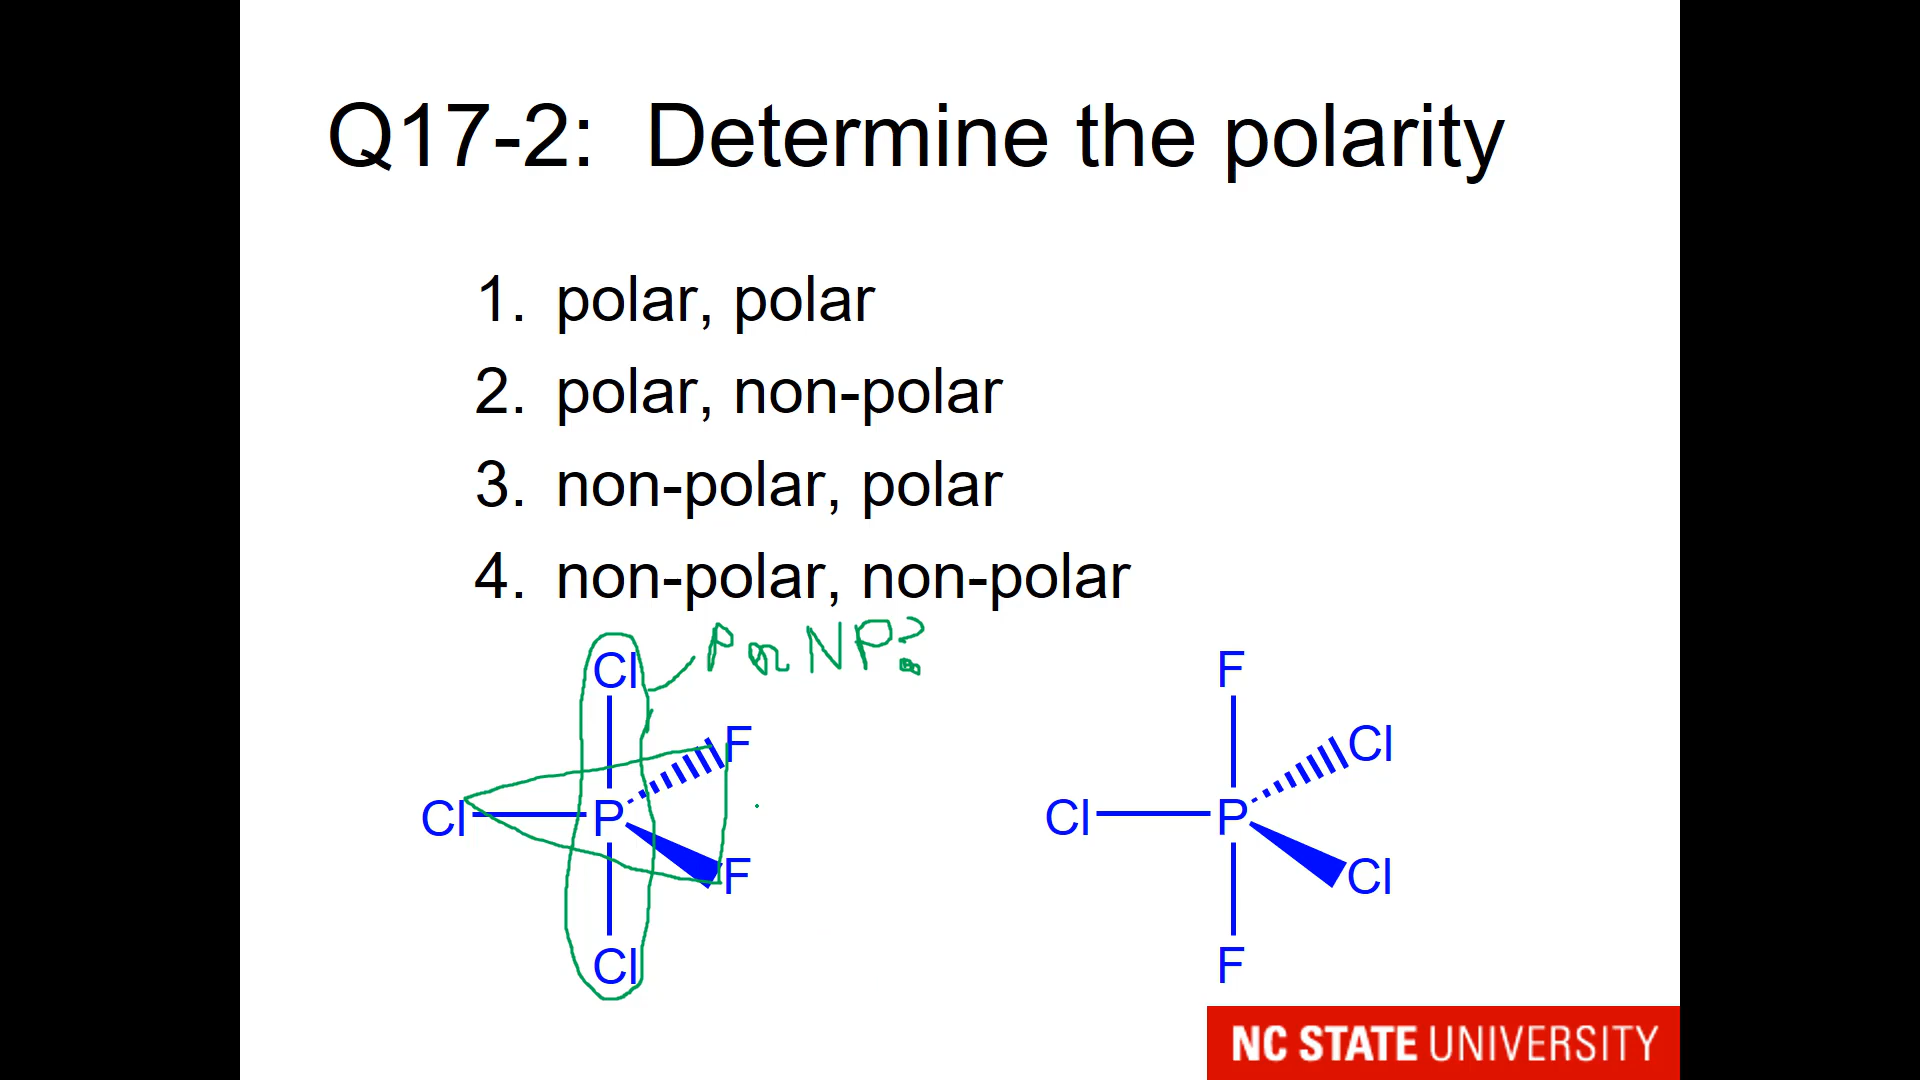 Q17-2: Determine the polarity
1. polar, polar
2. polar, non-polar
3. non-polar, polar
4. non-polar, non-polar
P or NP?
Cl
F
Cl P
F
Cl
F
Cl
Cl P
Cl
F
NC STATE UNIVERSITY